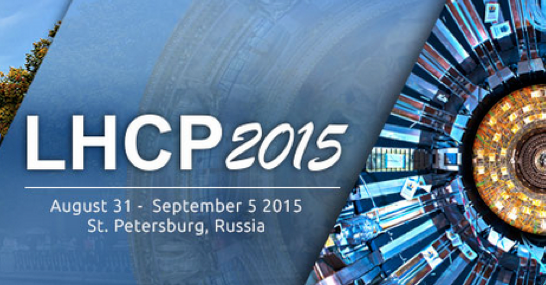 LHCP2015
August 31 - September 5 2015
St. Petersburg, Russia